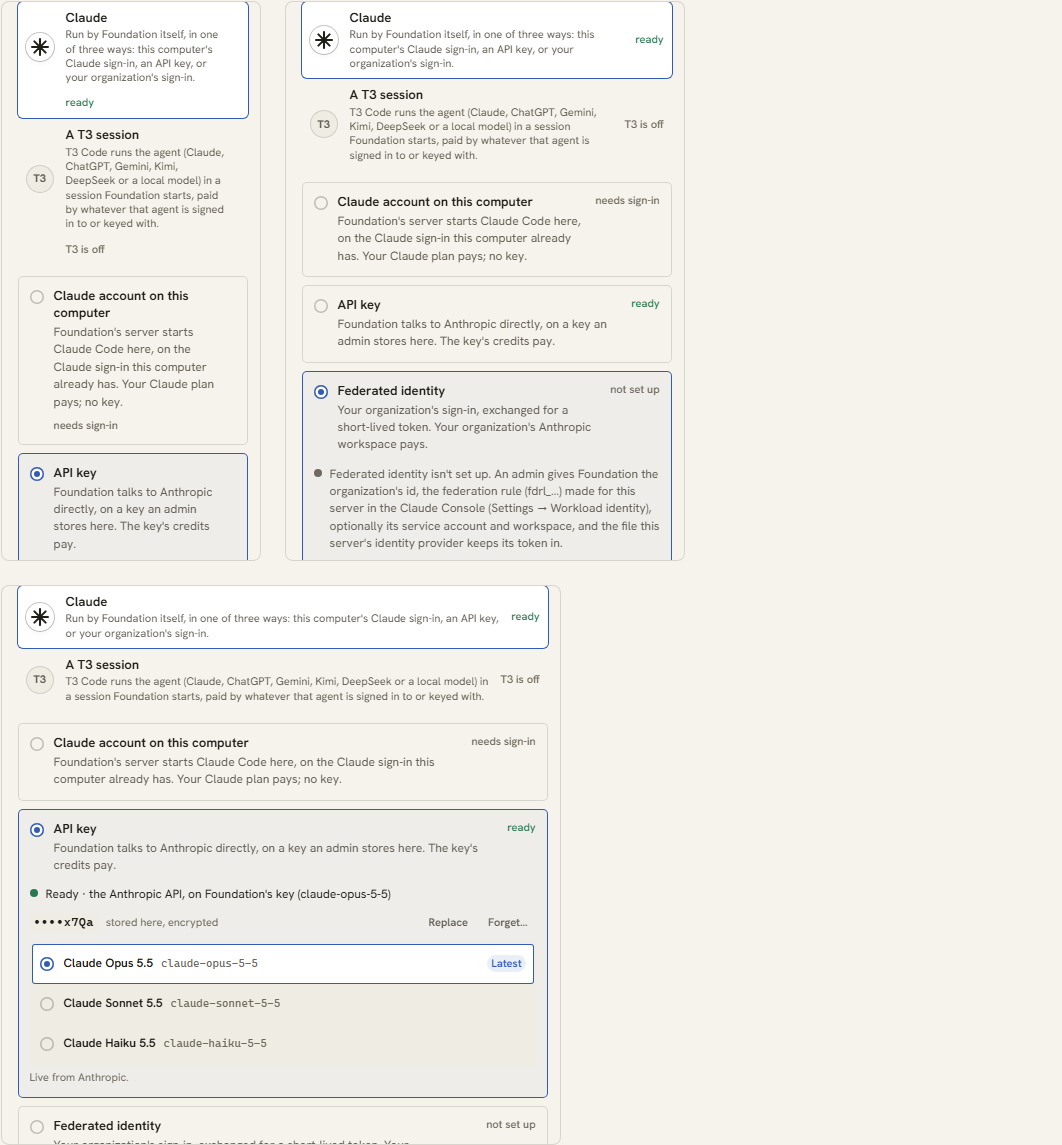 Claude
Run by Foundation itself, in one
of three ways: this computer's
Claude sign-in, an API key, or
your organization's sign-in.
ready
A T3 session
T3
T3 Code runs the agent (Claude,
ChatGPT, Gemini, Kimi,
DeepSeek or a local model) in a
session Foundation starts, paid
by whatever that agent is signed
in to or keyed with.
T3 is off
Claude account on this
computer
Foundation's server starts
Claude Code here, on the
Claude sign-in this computer
already has. Your Claude plan
pays; no key.
needs sign-in
API key
Foundation talks to Anthropic
directly, on a key an admin
stores here. The key's credits
pay.
Claude
Run by Foundation itself, in one of three ways: this
computer's Claude sign-in, an API key, or your
organization's sign-in.
ready
A T3 session
T3
T3 Code runs the agent (Claude, ChatGPT, Gemini,
Kimi, DeepSeek or a local model) in a session
Foundation starts, paid by whatever that agent is
signed in to or keyed with.
T3 is off
Claude account on this computer
needs sign-in
Foundation's server starts Claude Code here,
on the Claude sign-in this computer already
has. Your Claude plan pays; no key.
API key
ready
Foundation talks to Anthropic directly, on a key an
admin stores here. The key's credits pay.
Federated identity
not set up
Your organization's sign-in, exchanged for a
short-lived token. Your organization's Anthropic
workspace pays.
Federated identity isn't set up. An admin gives Foundation the
organization's id, the federation rule (fdrl_…) made for this
server in the Claude Console (Settings → Workload identity),
optionally its service account and workspace, and the file this
server's identity provider keeps its token in.
Claude
Run by Foundation itself, in one of three ways: this computer's Claude sign-in, an API key,
or your organization's sign-in.
ready
A T3 session
T3
T3 Code runs the agent (Claude, ChatGPT, Gemini, Kimi, DeepSeek or a local model) in
a session Foundation starts, paid by whatever that agent is signed in to or keyed with.
T3 is off
Claude account on this computer
needs sign-in
Foundation's server starts Claude Code here, on the Claude sign-in this
computer already has. Your Claude plan pays; no key.
API key
ready
Foundation talks to Anthropic directly, on a key an admin stores here. The key's
credits pay.
Ready · the Anthropic API, on Foundation's key (claude-opus-5-5)
••••x7Qa stored here, encrypted Replace Forget…
Claude Opus 5.5 claude-opus-5-5 Latest
Claude Sonnet 5.5 claude-sonnet-5-5
Claude Haiku 5.5 claude-haiku-5-5
Live from Anthropic.
Federated identity
not set up
Your organization's sign-in, exchanged for a short-lived token. Your